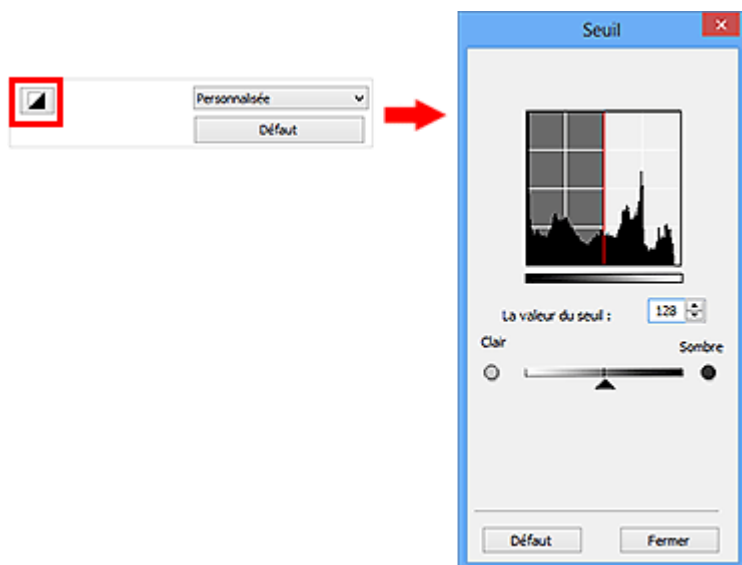 Personnalisée
Défaut
Seuil
La valeur du seuil :
128
Clair
Sombre
Défaut
Fermer